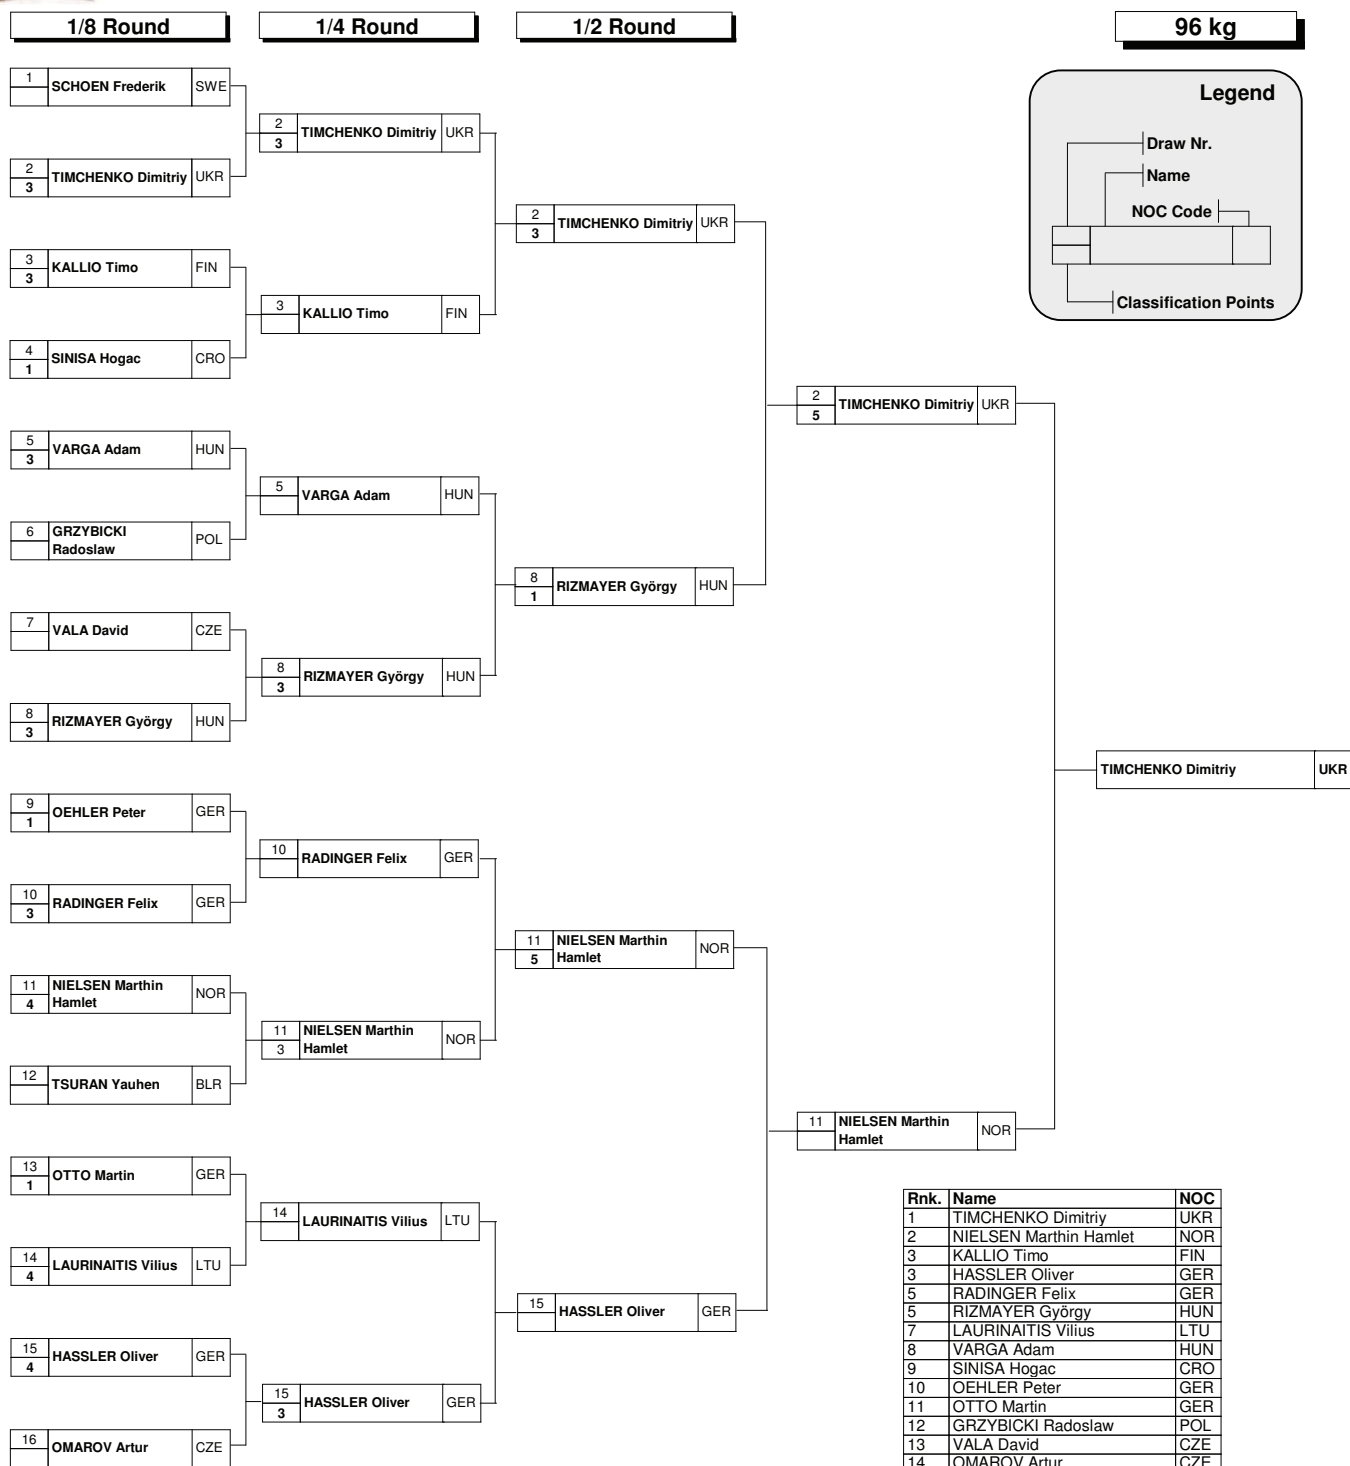 1/8 Round
1/4 Round
1/2 Round
96 kg
Legend
Draw Nr.
Name
NOC Code
Classification Points
1
SCHOEN Frederik SWE
2
3
TIMCHENKO Dimitriy UKR
3
3
KALLIO Timo FIN
4
1
SINISA Hogac CRO
5
3
VARGA Adam HUN
6
GRZYBICKI
Radoslaw
POL
7
VALA David CZE
8
3
RIZMAYER György HUN
9
1
OEHLER Peter GER
10
3
RADINGER Felix GER
11
4
NIELSEN Marthin
Hamlet
NOR
12
TSURAN Yauhen BLR
13
1
OTTO Martin GER
14
4
LAURINAITIS Vilius LTU
15
4
HASSLER Oliver GER
16
OMAROV Artur CZE
2
3
TIMCHENKO Dimitriy UKR
3
KALLIO Timo FIN
5
VARGA Adam HUN
8
3
RIZMAYER György HUN
10
RADINGER Felix GER
11
3
NIELSEN Marthin
Hamlet
NOR
14
LAURINAITIS Vilius LTU
15
3
HASSLER Oliver GER
2
3
TIMCHENKO Dimitriy UKR
8
1
RIZMAYER György HUN
11
5
NIELSEN Marthin
Hamlet
NOR
15
HASSLER Oliver GER
2
5
TIMCHENKO Dimitriy UKR
11
NIELSEN Marthin
Hamlet
NOR
TIMCHENKO Dimitriy UKR
Rnk. Name NOC
1 TIMCHENKO Dimitriy UKR
2 NIELSEN Marthin Hamlet NOR
3 KALLIO Timo FIN
3 HASSLER Oliver GER
5 RADINGER Felix GER
5 RIZMAYER György HUN
7 LAURINAITIS Vilius LTU
8 VARGA Adam HUN
9 SINISA Hogac CRO
10 OEHLER Peter GER
11 OTTO Martin GER
12 GRZYBICKI Radoslaw POL
13 VALA David CZE
14 OMAROV Artur CZE